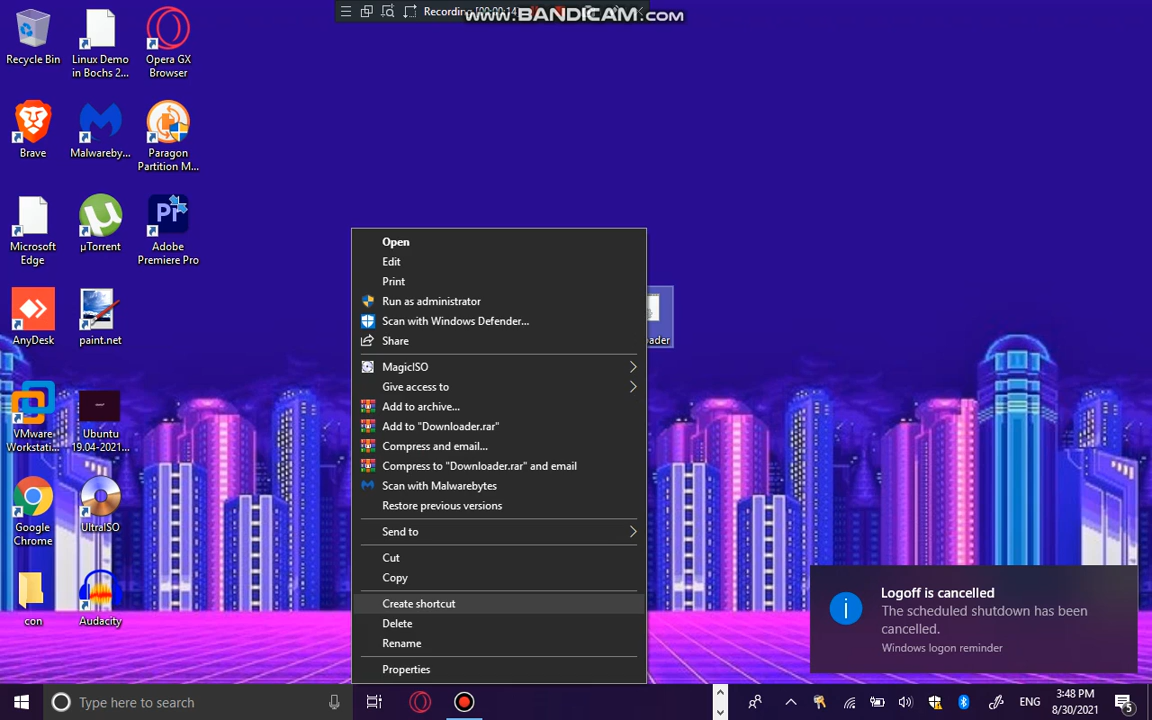 Recording [00:00:14]
www.BANDICAM.com
Recycle Bin
Linux Demo
in Bochs 2...
Opera GX
Browser
Brave
Malwareby...
Paragon
Partition M...
Microsoft
Edge
µTorrent
Adobe
Premiere Pro
AnyDesk
paint.net
VMware
Workstati...
Ubuntu
19.04-2021...
Google
Chrome
UltraISO
con
Audacity
Open
Edit
Print
Run as administrator
Scan with Windows Defender...
Share
MagicISO
Give access to
Add to archive...
Add to "Downloader.rar"
Compress and email...
Compress to "Downloader.rar" and email
Scan with Malwarebytes
Restore previous versions
Send to
Cut
Copy
Create shortcut
Delete
Rename
Properties
oader
Logoff is cancelled
The scheduled shutdown has been
cancelled.
Windows logon reminder
Type here to search
ENG
3:48 PM
8/30/2021
5